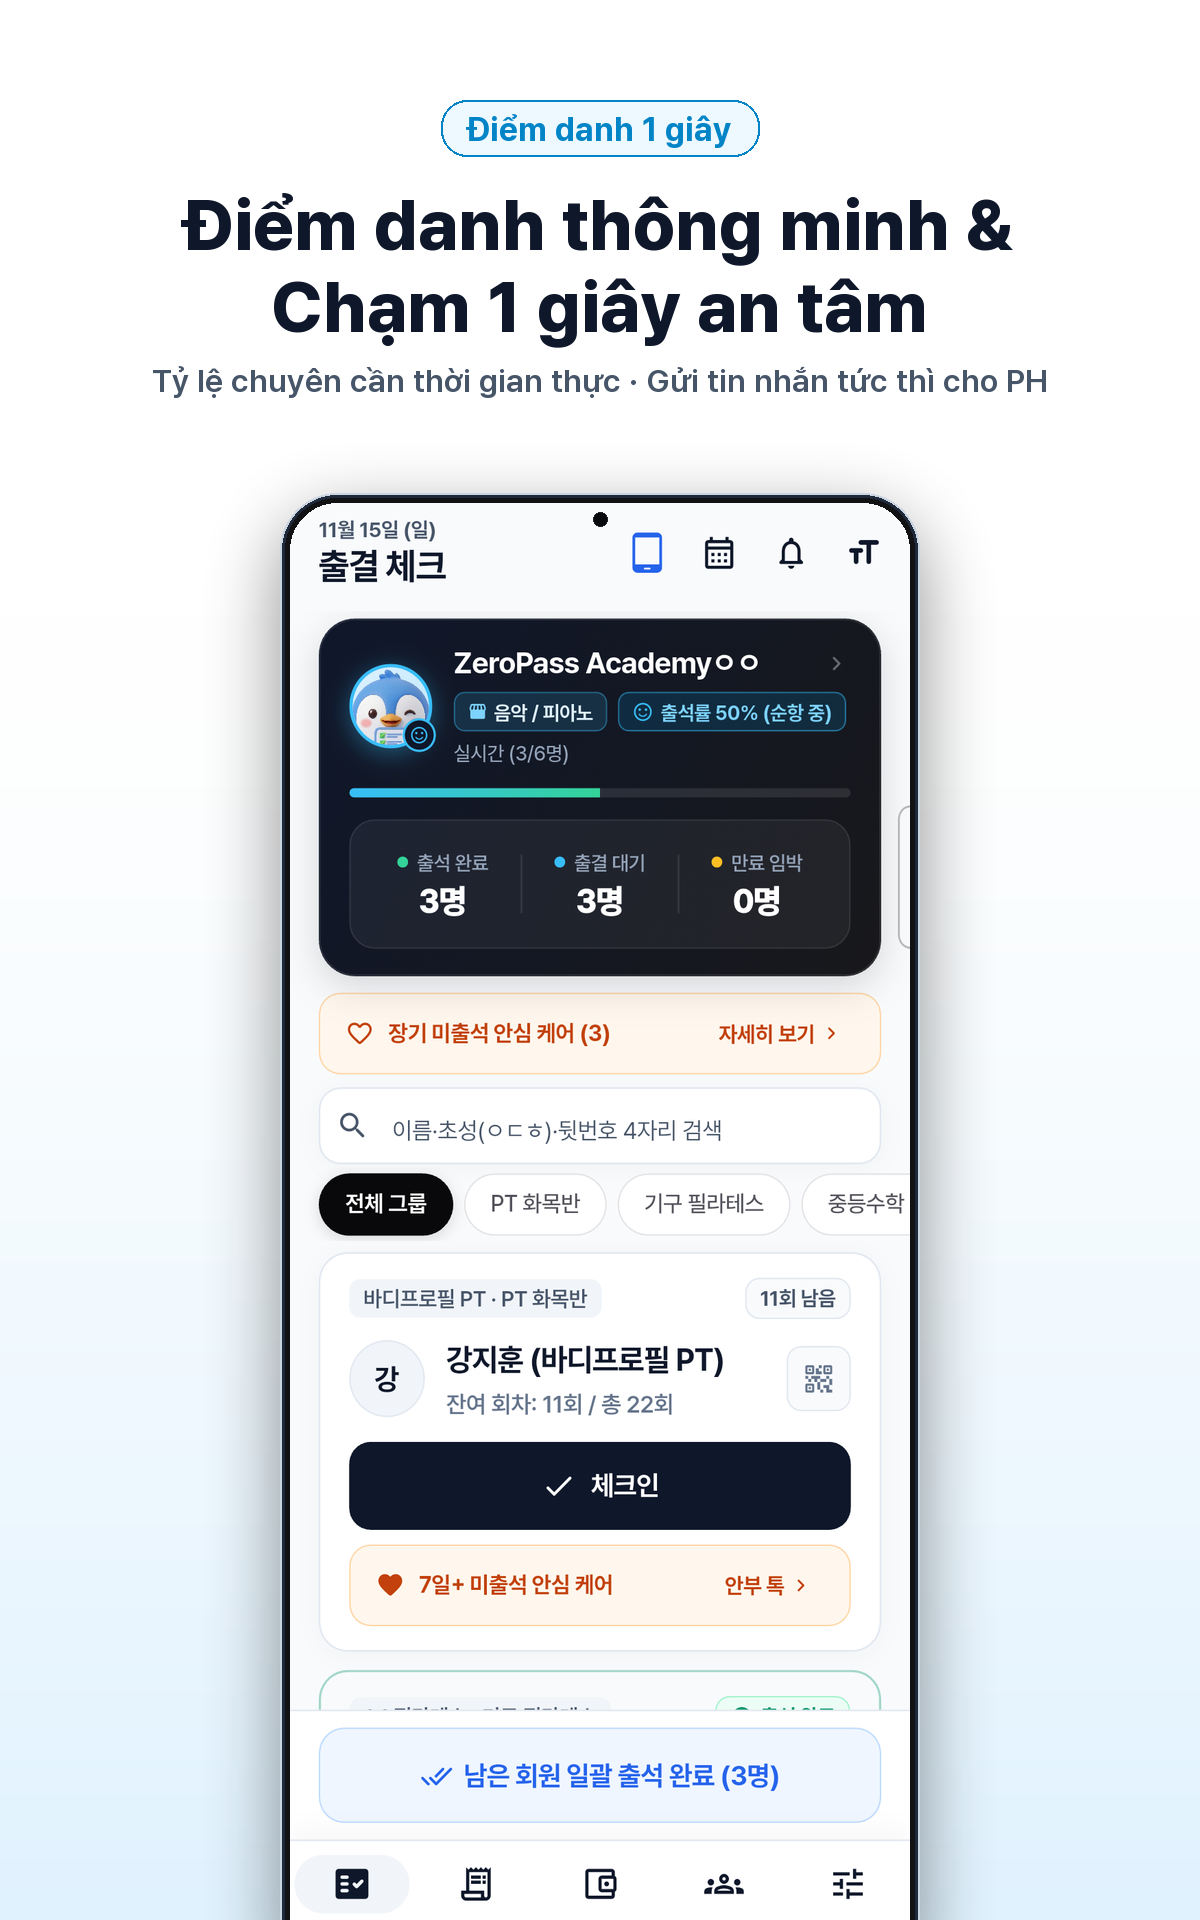 Điểm danh 1 giây
Điểm danh thông minh &
Chạm 1 giây an tâm
Tỷ lệ chuyên cần thời gian thực · Gửi tin nhắn tức thì cho PH
11월 15일 (일)
출결 체크
ZeroPass Academyㅇㅇ
음악 / 피아노
출석률 50% (순항 중)
실시간 (3/6명)
출석 완료
출결 대기
만료 임박
3명
3명
0명
장기 미출석 안심 케어 (3)
자세히 보기
이름·초성(ㅇㄷㅎ)·뒷번호 4자리 검색
전체 그룹
PT 화목반
기구 필라테스
중등수학
바디프로필 PT · PT 화목반
11회 남음
강
강지훈 (바디프로필 PT)
잔여 회차: 11회 / 총 22회
체크인
7일+ 미출석 안심 케어
안부 톡
남은 회원 일괄 출석 완료 (3명)